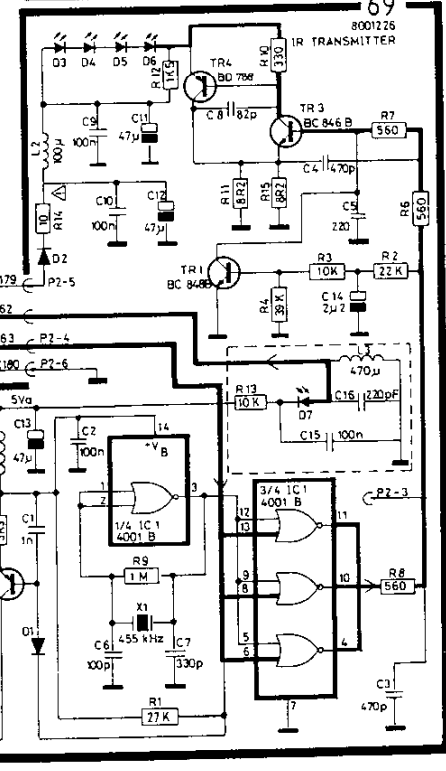 69
8001226
IR TRANSMITTER
D3 D4 D5 D6
R12
1K5
TR4
BD 788
R10
330
C9
100n
C11
47µ
C8 82p
TR3
BC 846B
R7
560
L2
100µ
C4 470p
R11
8R2
R15
8R2
C10
100n
C12
47µ
R14
10
C5
220
R6
560
D2
179 P2-5
TR1
BC 848B
R3
10K
R2
22K
R4
39K
C14
2µ2
62
63 P2-4
180 P2-6
L3
470µ
R13
10K
D7
C16 220pF
C15 100n
5Va
C13
47µ
C2
100n
14
+VB
1
2
3
1/4 IC1
4001 B
3/4 IC1
4001 B
P2-3
12
13
11
C1
1n
3R3
R9
1M
9
8
10
R8
560
X1
455 kHz
D1
C6
100p
C7
330p
5
6
4
R1
27K
7
C3
470p